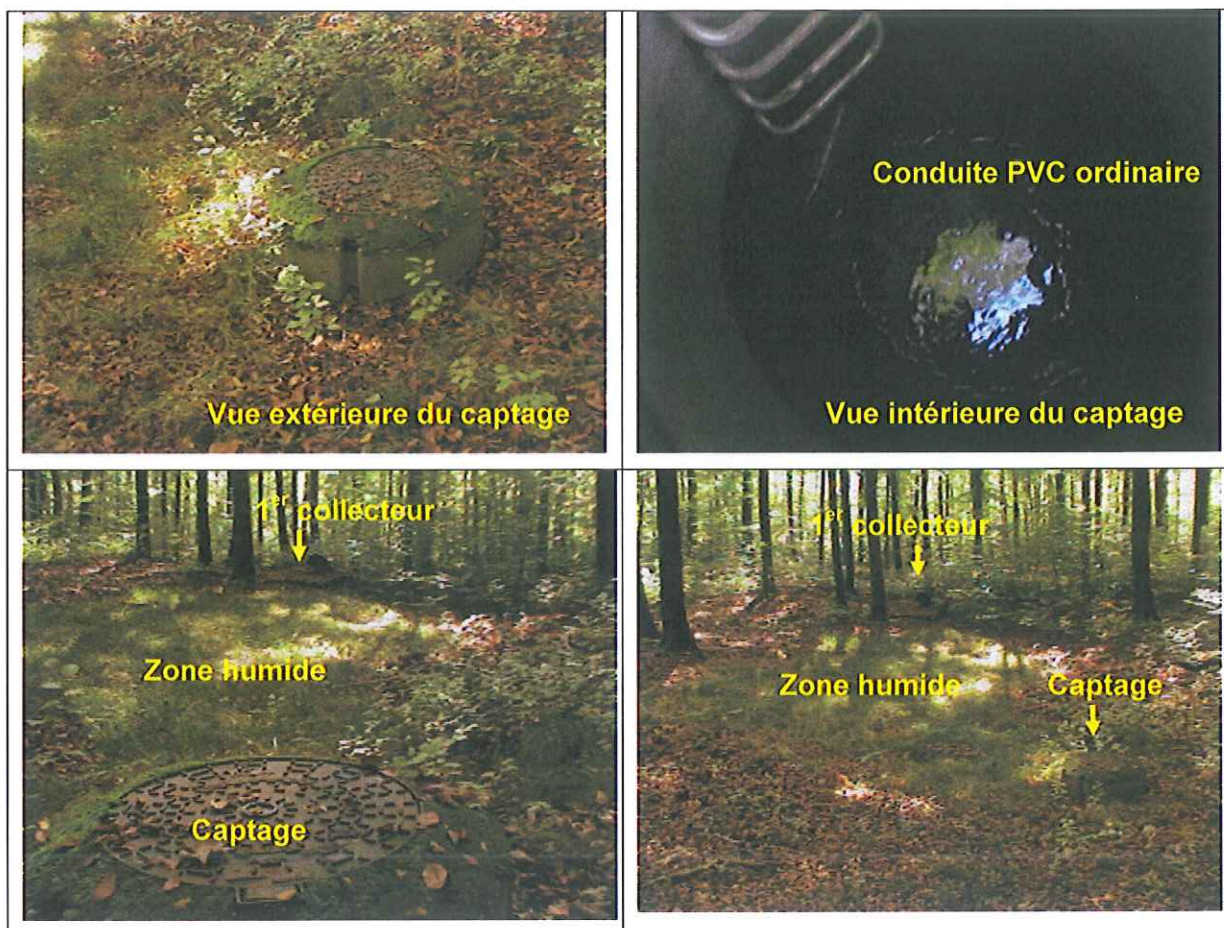 Vue extérieure du captage
Conduite PVC ordinaire
Vue intérieure du captage
1er collecteur
Zone humide
Captage
1er collecteur
Zone humide
Captage